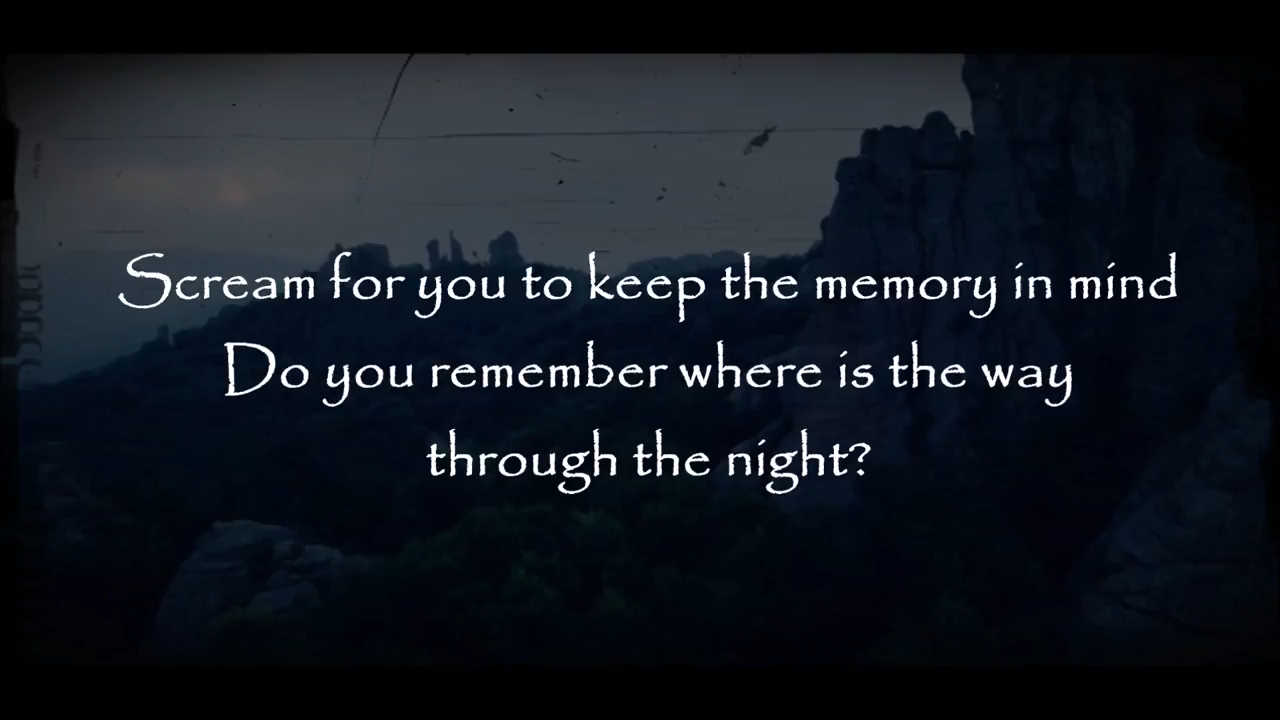 Scream for you to keep the memory in mind
Do you remember where is the way
through the night?